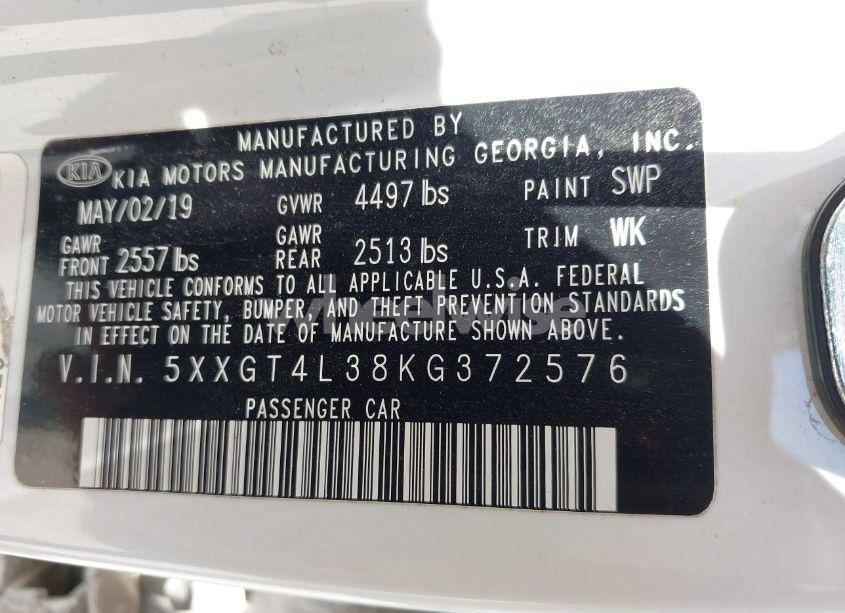 MANUFACTURED BY
KIA KIA MOTORS MANUFACTURING GEORGIA, INC.
MAY/02/19 GVWR 4497 lbs PAINT SWP
GAWR FRONT 2557 lbs GAWR REAR 2513 lbs TRIM WK
THIS VEHICLE CONFORMS TO ALL APPLICABLE U.S.A. FEDERAL
MOTOR VEHICLE SAFETY, BUMPER, AND THEFT PREVENTION STANDARDS
IN EFFECT ON THE DATE OF MANUFACTURE SHOWN ABOVE.
V.I.N. 5XXGT4L38KG372576
PASSENGER CAR